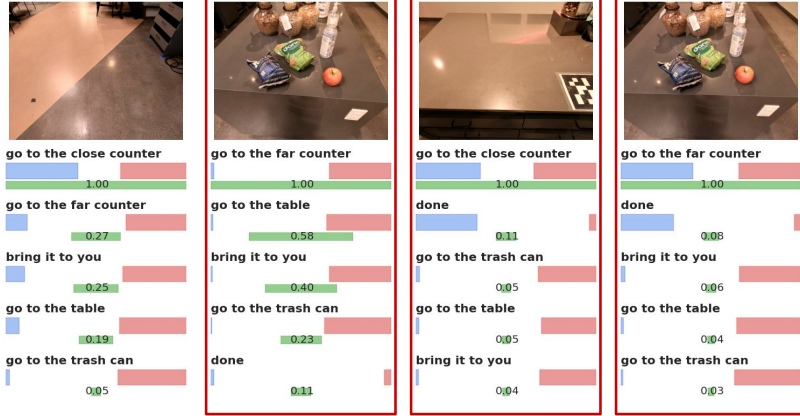 go to the close counter
1.00
go to the far counter
0.27
bring it to you
0.25
go to the table
0.19
go to the trash can
0.05
go to the far counter
1.00
go to the table
0.58
bring it to you
0.40
go to the trash can
0.23
done
0.11
go to the close counter
1.00
done
0.11
go to the trash can
0.05
go to the table
0.05
bring it to you
0.04
go to the far counter
1.00
done
0.08
bring it to you
0.06
go to the table
0.04
go to the trash can
0.03